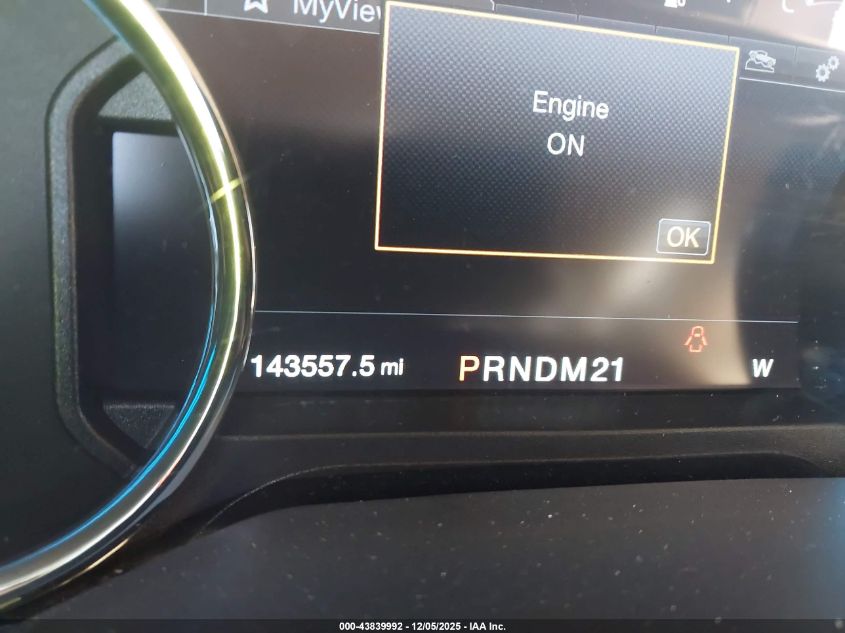 MyView
Engine
ON
OK
143557.5 mi
PRNDM21
W
000-43839992 - 12/05/2025 - IAA Inc.